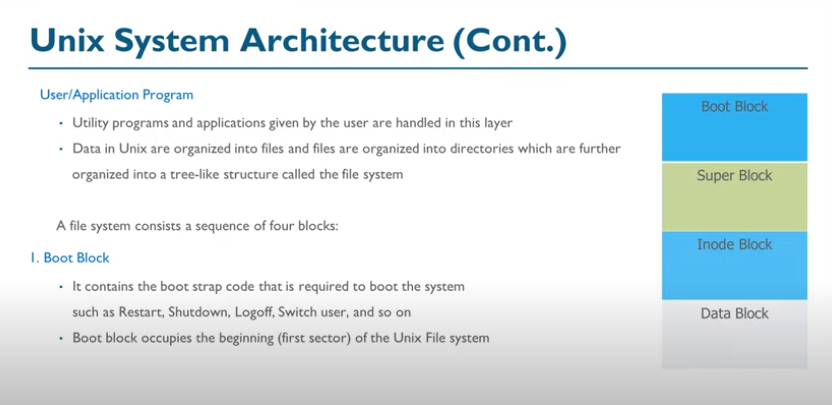 Unix System Architecture (Cont.)
User/Application Program
• Utility programs and applications given by the user are handled in this layer
• Data in Unix are organized into files and files are organized into directories which are further
organized into a tree-like structure called the file system
A file system consists a sequence of four blocks:
1. Boot Block
• It contains the boot strap code that is required to boot the system
such as Restart, Shutdown, Logoff, Switch user, and so on
• Boot block occupies the beginning (first sector) of the Unix File system
Boot Block
Super Block
Inode Block
Data Block